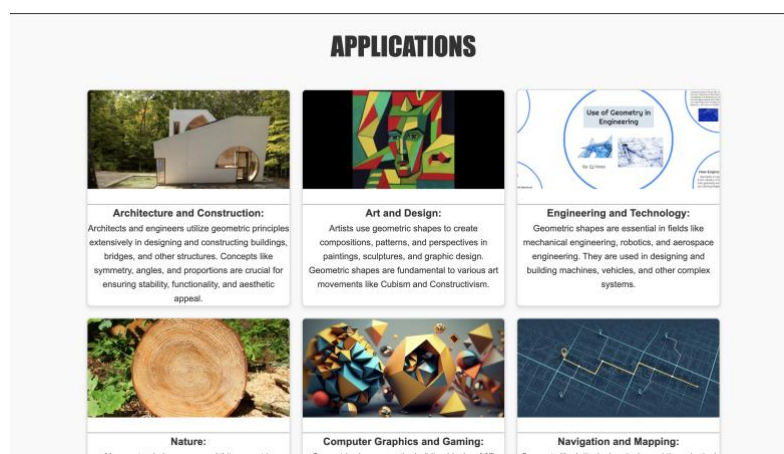 APPLICATIONS
Use of Geometry in
Engineering
Architecture and Construction:
Architects and engineers utilize geometric principles
extensively in designing and constructing buildings,
bridges, and other structures. Concepts like
symmetry, angles, and proportions are crucial for
ensuring stability, functionality, and aesthetic
appeal.
Art and Design:
Artists use geometric shapes to create
compositions, patterns, and perspectives in
paintings, sculptures, and graphic design.
Geometric shapes are fundamental to various art
movements like Cubism and Constructivism.
Engineering and Technology:
Geometric shapes are essential in fields like
mechanical engineering, robotics, and aerospace
engineering. They are used in designing and
building machines, vehicles, and other complex
systems.
Nature:
Computer Graphics and Gaming:
Navigation and Mapping: